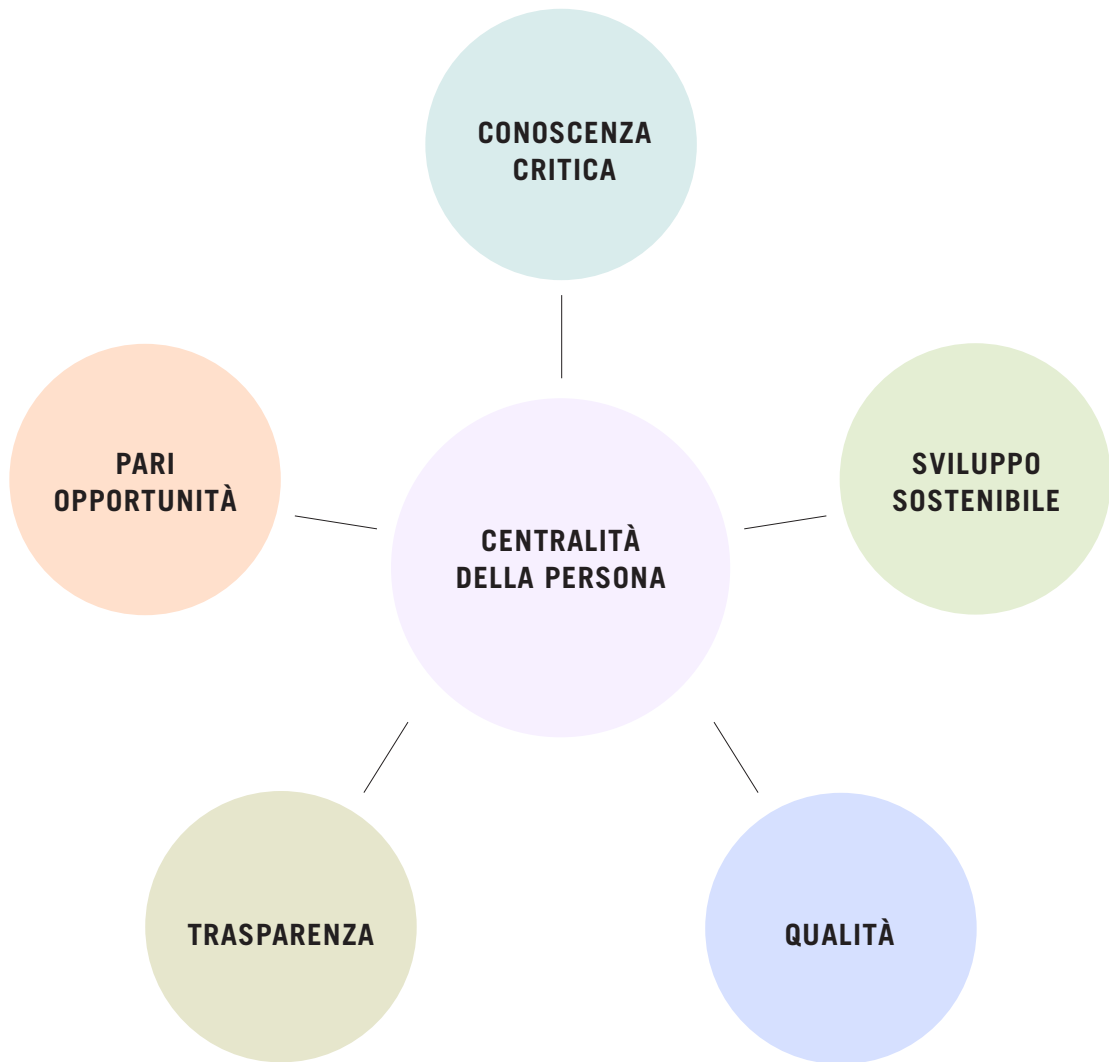 CONOSCENZA
CRITICA
PARI
OPPORTUNITÀ
SVILUPPO
SOSTENIBILE
CENTRALITÀ
DELLA PERSONA
TRASPARENZA
QUALITÀ